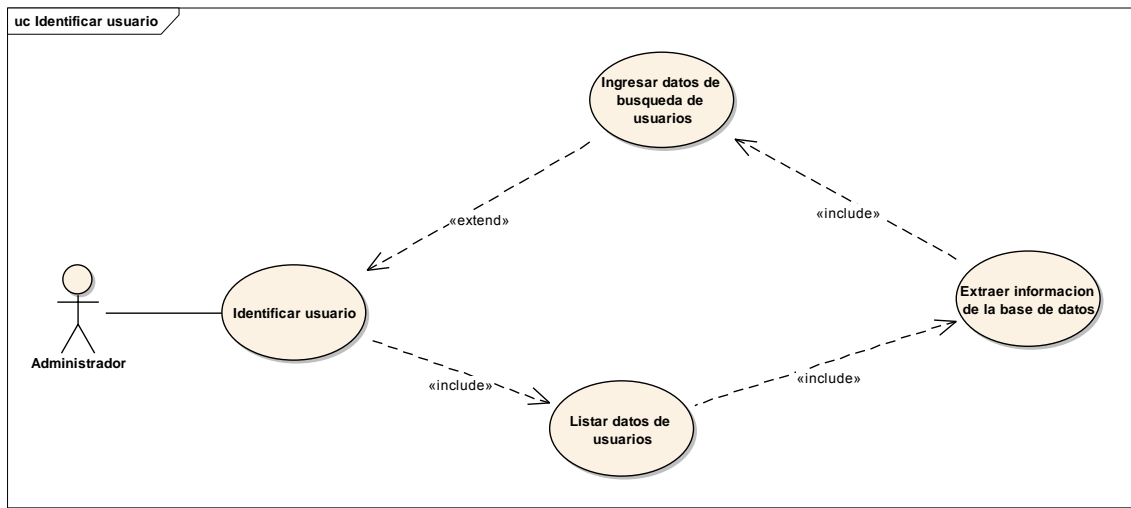 uc Identificar usuario
Ingresar datos de
busqueda de
usuarios
«extend»
«include»
Identificar usuario
Extraer informacion
de la base de datos
Administrador
«include»
«include»
Listar datos de
usuarios